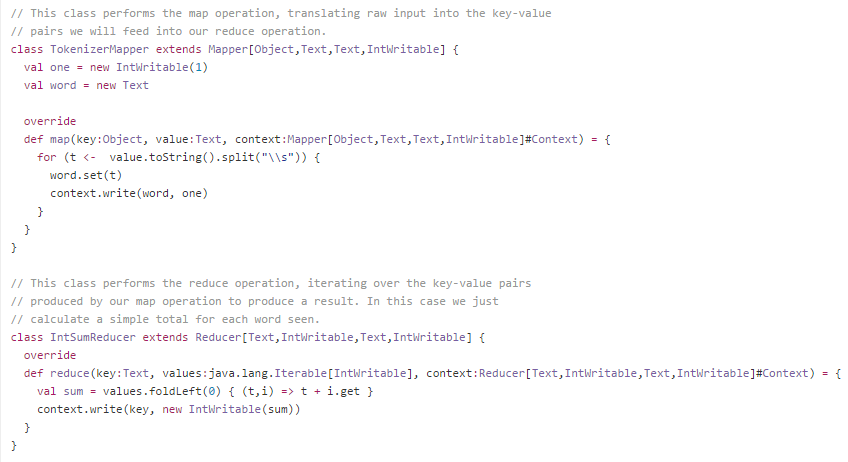 // This class performs the map operation, translating raw input into the key-value
// pairs we will feed into our reduce operation.
class TokenizerMapper extends Mapper[Object,Text,Text,IntWritable] {
  val one = new IntWritable(1)
  val word = new Text

  override
  def map(key:Object, value:Text, context:Mapper[Object,Text,Text,IntWritable]#Context) = {
    for (t <-  value.toString().split("\\s")) {
      word.set(t)
      context.write(word, one)
    }
  }
}

// This class performs the reduce operation, iterating over the key-value pairs
// produced by our map operation to produce a result. In this case we just
// calculate a simple total for each word seen.
class IntSumReducer extends Reducer[Text,IntWritable,Text,IntWritable] {
  override
  def reduce(key:Text, values:java.lang.Iterable[IntWritable], context:Reducer[Text,IntWritable,Text,IntWritable]#Context) = {
    val sum = values.foldLeft(0) { (t,i) => t + i.get }
    context.write(key, new IntWritable(sum))
  }
}